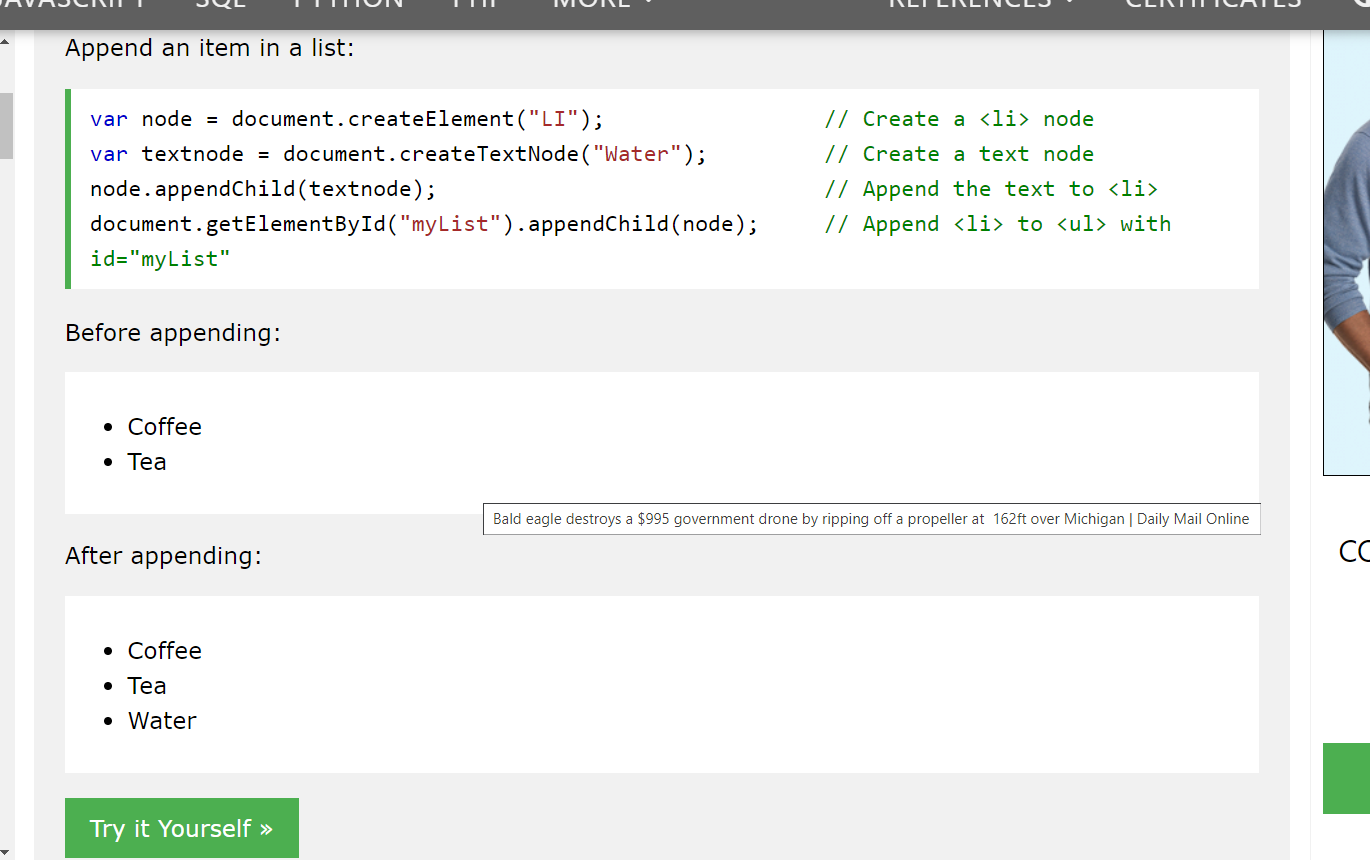 JAVASCRIPT SQL PYTHON PHP MORE REFERENCES CERTIFICATES
Append an item in a list:
var node = document.createElement("LI"); // Create a <li> node
var textnode = document.createTextNode("Water"); // Create a text node
node.appendChild(textnode); // Append the text to <li>
document.getElementById("myList").appendChild(node); // Append <li> to <ul> with
id="myList"
Before appending:
Coffee
Tea
Bald eagle destroys a $995 government drone by ripping off a propeller at  162ft over Michigan | Daily Mail Online
After appending:
Coffee
Tea
Water
Try it Yourself »